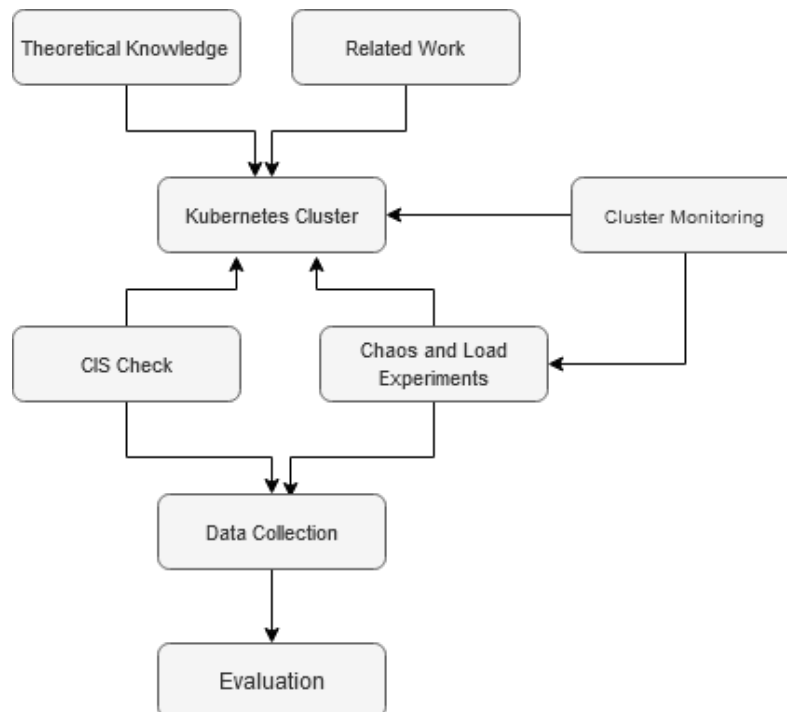 Theoretical Knowledge
Related Work
Kubernetes Cluster
Cluster Monitoring
CIS Check
Chaos and Load
Experiments
Data Collection
Evaluation